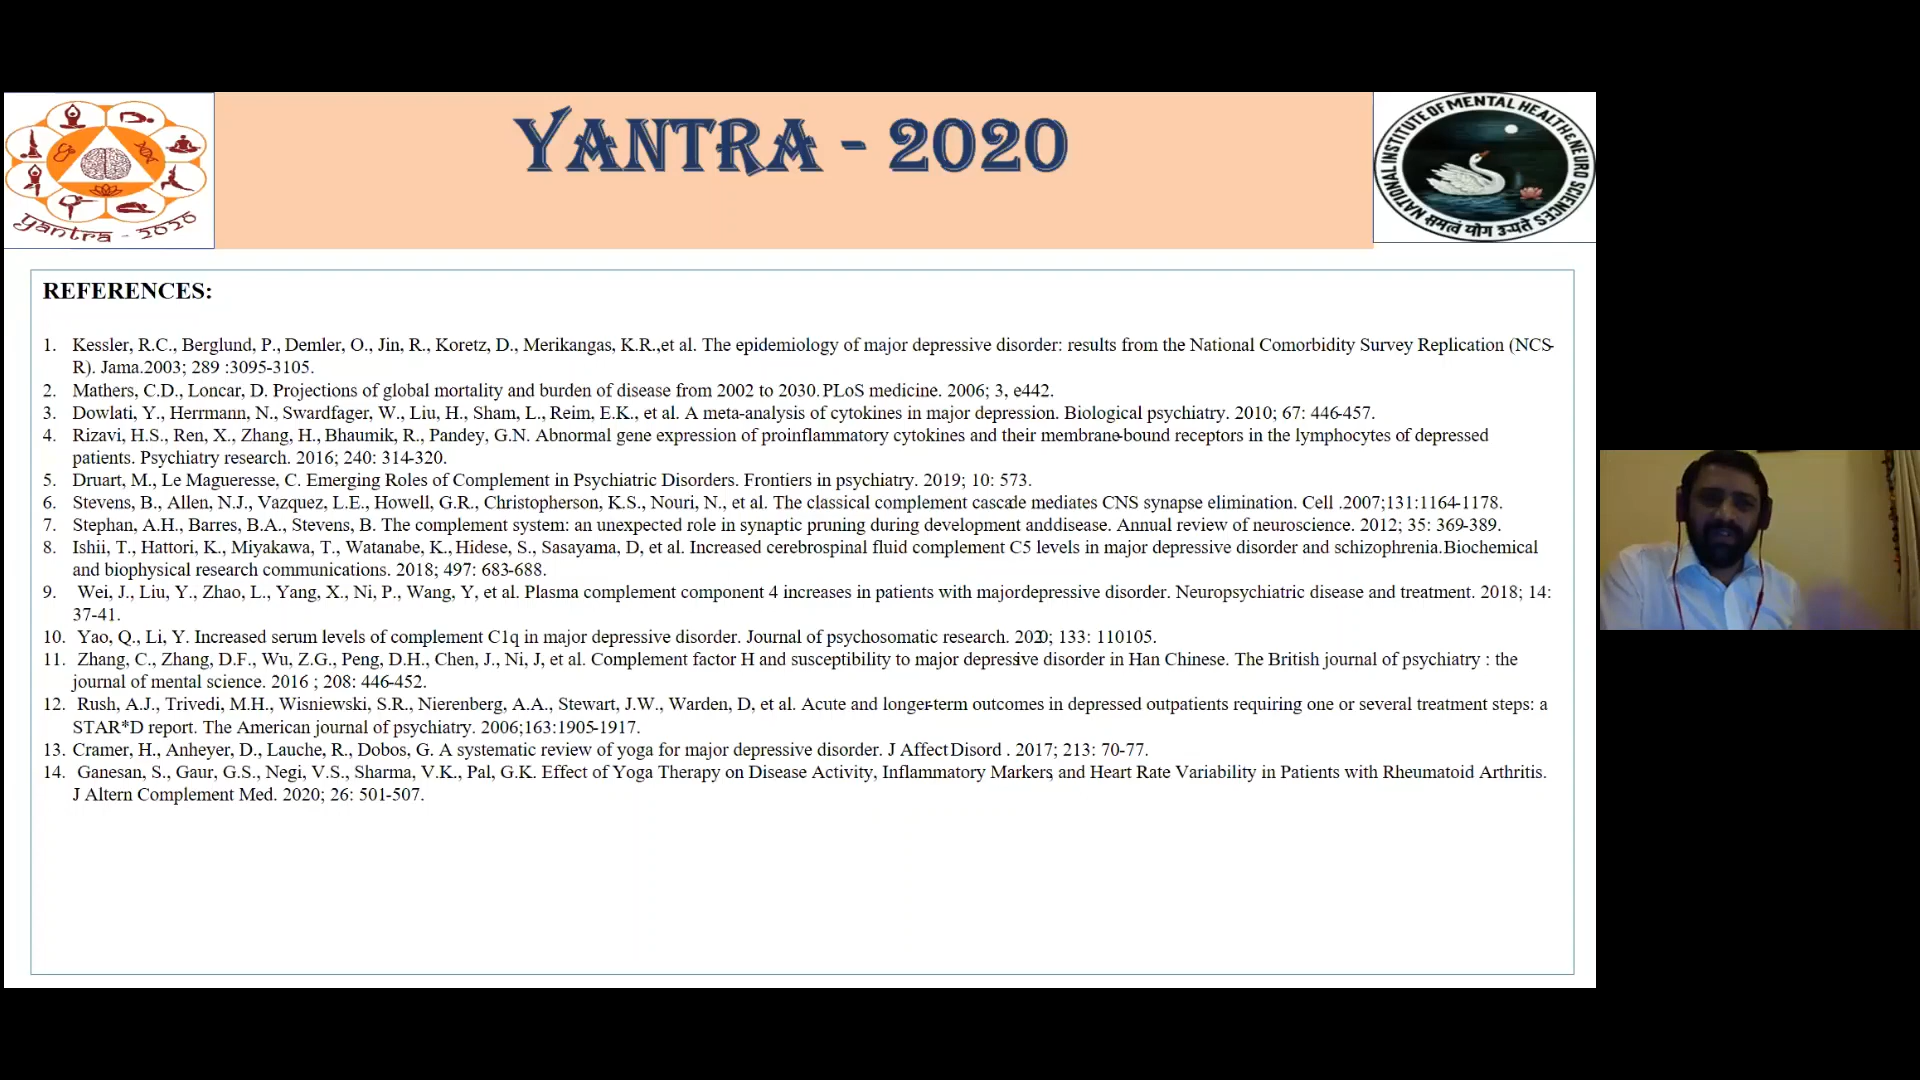 YANTRA - 2020
yantra - 2020
NATIONAL INSTITUTE OF MENTAL HEALTH & NEURO SCIENCES
समत्वं योग उच्यते
REFERENCES:
1. Kessler, R.C., Berglund, P., Demler, O., Jin, R., Koretz, D., Merikangas, K.R.,et al. The epidemiology of major depressive disorder: results from the National Comorbidity Survey Replication (NCS-
R). Jama.2003; 289 :3095-3105.
2. Mathers, C.D., Loncar, D. Projections of global mortality and burden of disease from 2002 to 2030. PLoS medicine. 2006; 3, e442.
3. Dowlati, Y., Herrmann, N., Swardfager, W., Liu, H., Sham, L., Reim, E.K., et al. A meta-analysis of cytokines in major depression. Biological psychiatry. 2010; 67: 446-457.
4. Rizavi, H.S., Ren, X., Zhang, H., Bhaumik, R., Pandey, G.N. Abnormal gene expression of proinflammatory cytokines and their membrane-bound receptors in the lymphocytes of depressed
patients. Psychiatry research. 2016; 240: 314-320.
5. Druart, M., Le Magueresse, C. Emerging Roles of Complement in Psychiatric Disorders. Frontiers in psychiatry. 2019; 10: 573.
6. Stevens, B., Allen, N.J., Vazquez, L.E., Howell, G.R., Christopherson, K.S., Nouri, N., et al. The classical complement cascade mediates CNS synapse elimination. Cell .2007;131:1164-1178.
7. Stephan, A.H., Barres, B.A., Stevens, B. The complement system: an unexpected role in synaptic pruning during development anddisease. Annual review of neuroscience. 2012; 35: 369-389.
8. Ishii, T., Hattori, K., Miyakawa, T., Watanabe, K., Hidese, S., Sasayama, D, et al. Increased cerebrospinal fluid complement C5 levels in major depressive disorder and schizophrenia. Biochemical
and biophysical research communications. 2018; 497: 683-688.
9. Wei, J., Liu, Y., Zhao, L., Yang, X., Ni, P., Wang, Y, et al. Plasma complement component 4 increases in patients with majordepressive disorder. Neuropsychiatric disease and treatment. 2018; 14:
37-41.
10. Yao, Q., Li, Y. Increased serum levels of complement C1q in major depressive disorder. Journal of psychosomatic research. 2020; 133: 110105.
11. Zhang, C., Zhang, D.F., Wu, Z.G., Peng, D.H., Chen, J., Ni, J, et al. Complement factor H and susceptibility to major depressive disorder in Han Chinese. The British journal of psychiatry : the
journal of mental science. 2016 ; 208: 446-452.
12. Rush, A.J., Trivedi, M.H., Wisniewski, S.R., Nierenberg, A.A., Stewart, J.W., Warden, D, et al. Acute and longer-term outcomes in depressed outpatients requiring one or several treatment steps: a
STAR*D report. The American journal of psychiatry. 2006;163:1905-1917.
13. Cramer, H., Anheyer, D., Lauche, R., Dobos, G. A systematic review of yoga for major depressive disorder. J Affect Disord . 2017; 213: 70-77.
14. Ganesan, S., Gaur, G.S., Negi, V.S., Sharma, V.K., Pal, G.K. Effect of Yoga Therapy on Disease Activity, Inflammatory Markers, and Heart Rate Variability in Patients with Rheumatoid Arthritis.
J Altern Complement Med. 2020; 26: 501-507.